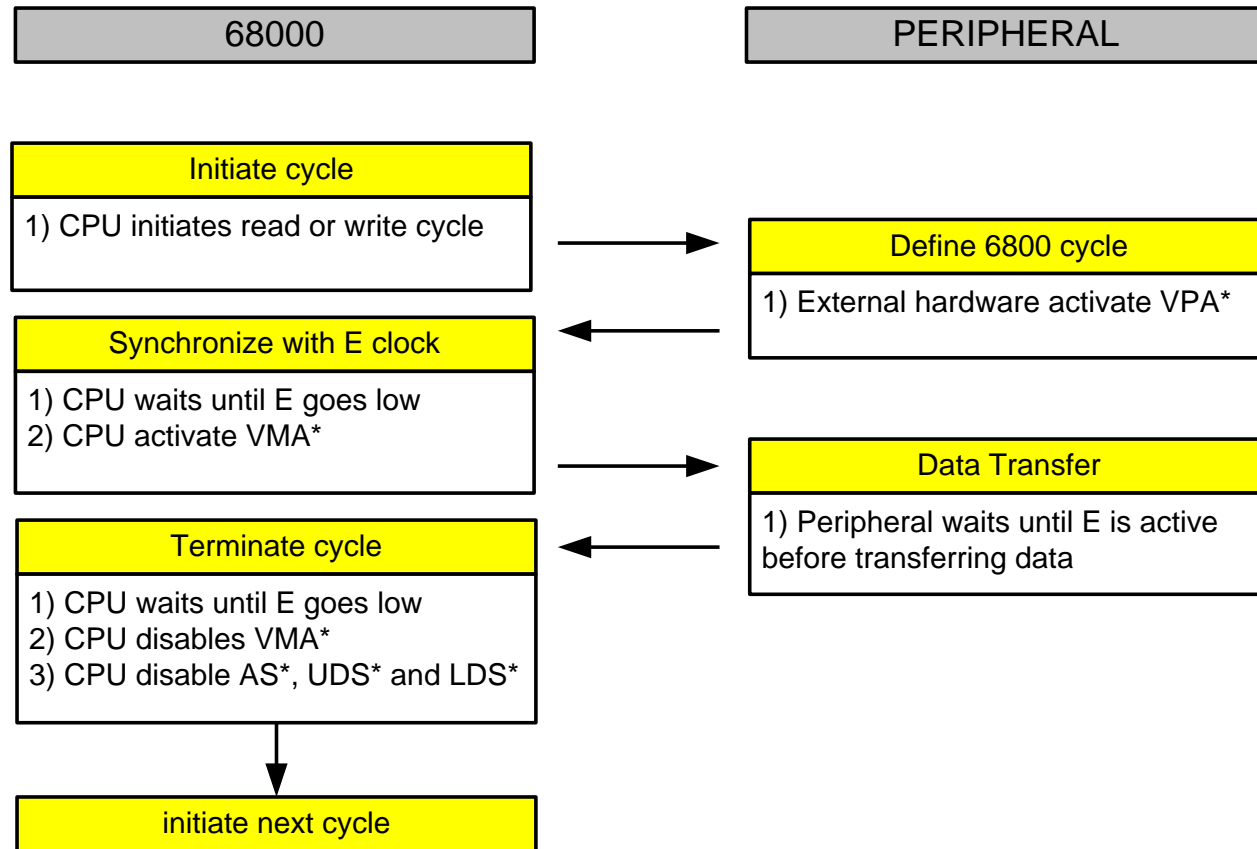 68000
PERIPHERAL
Initiate cycle
1) CPU initiates read or write cycle
Define 6800 cycle
1) External hardware activate VPA*
Synchronize with E clock
1) CPU waits until E goes low
2) CPU activate VMA*
Data Transfer
1) Peripheral waits until E is active
before transferring data
Terminate cycle
1) CPU waits until E goes low
2) CPU disables VMA*
3) CPU disable AS*, UDS* and LDS*
initiate next cycle